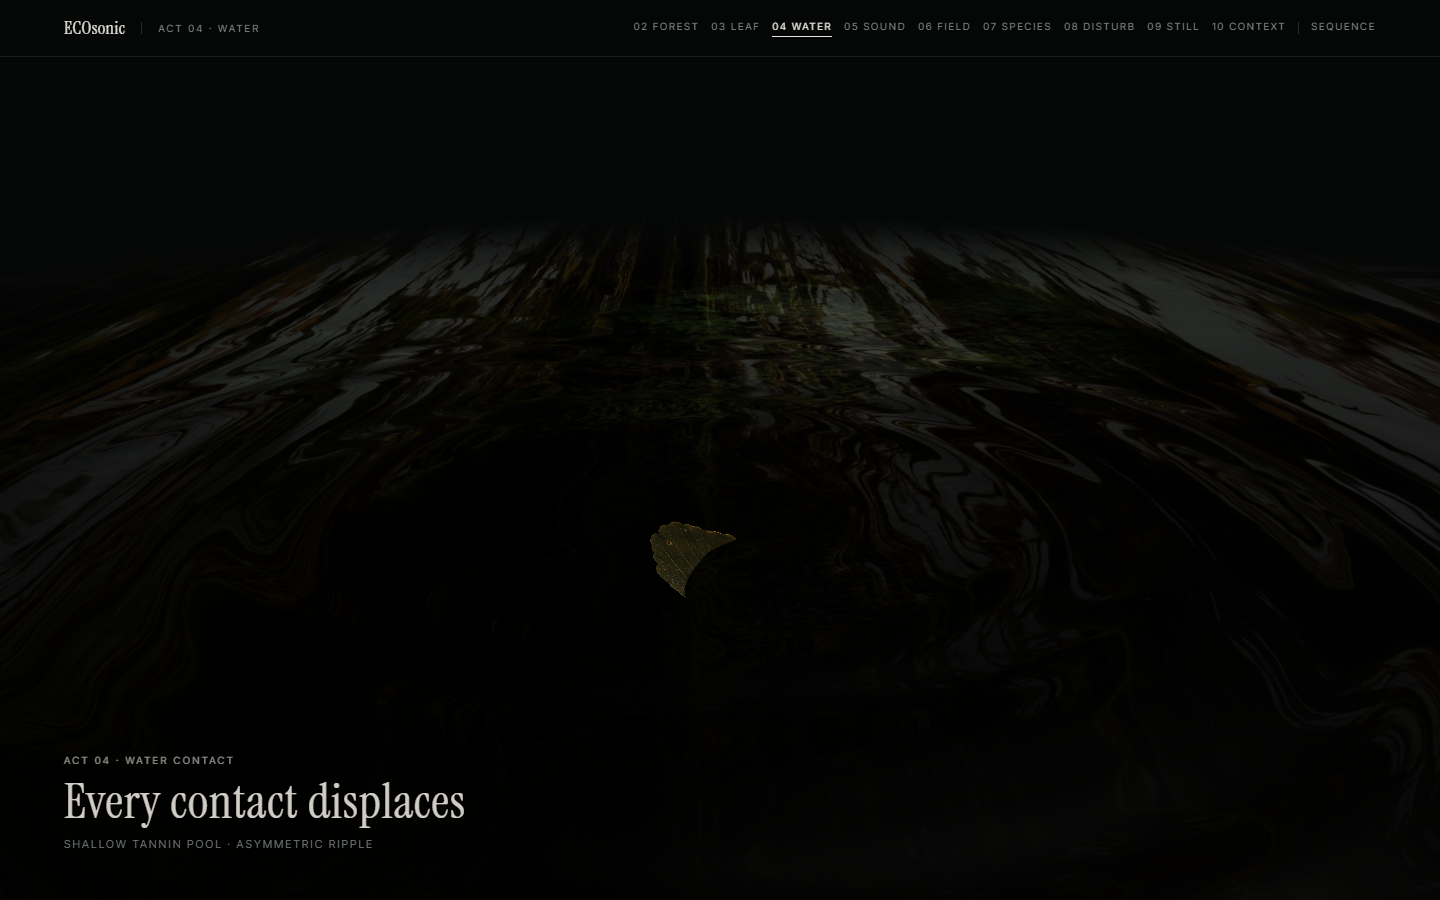 ECOsonic
ACT 04 · WATER
02 FOREST 03 LEAF 04 WATER 05 SOUND 06 FIELD 07 SPECIES 08 DISTURB 09 STILL 10 CONTEXT SEQUENCE
ACT 04 · WATER CONTACT
Every contact displaces
SHALLOW TANNIN POOL · ASYMMETRIC RIPPLE